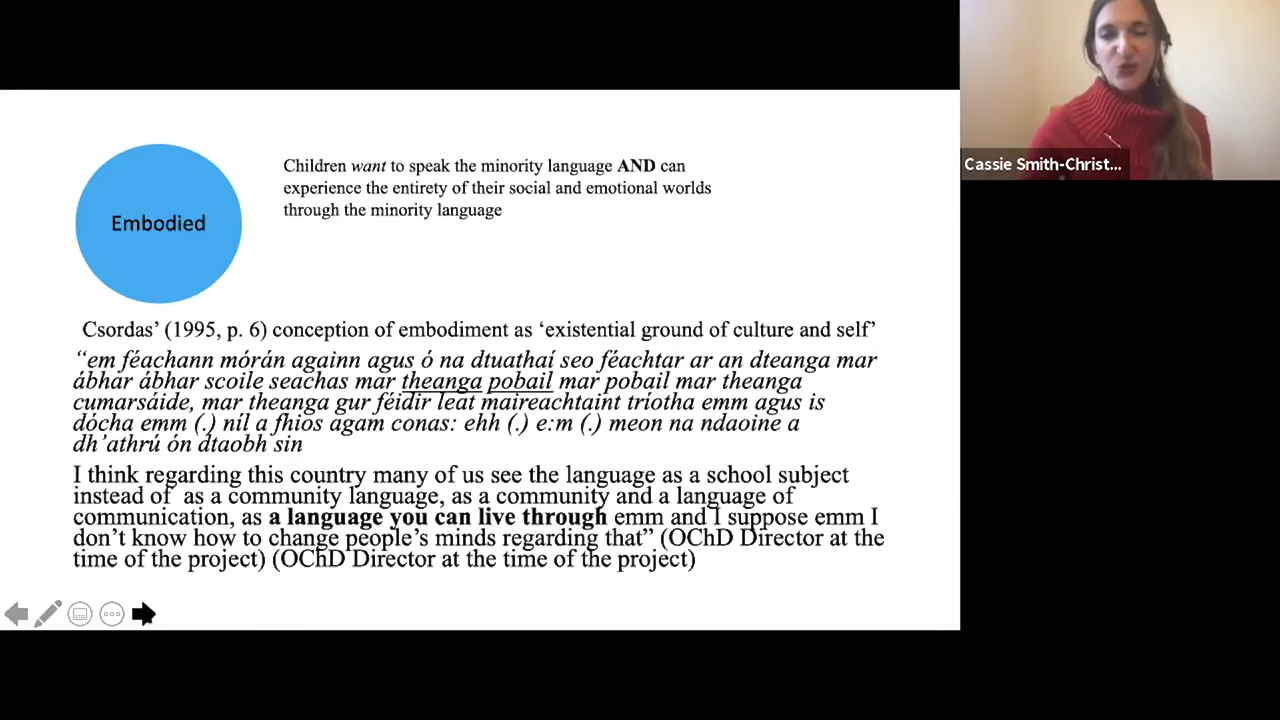 Embodied
Children want to speak the minority language AND can
experience the entirety of their social and emotional worlds
through the minority language
Csordas’ (1995, p. 6) conception of embodiment as ‘existential ground of culture and self’
“em féachann mórán againn agus ó na dtuathaí seo féachtar ar an dteanga mar
ábhar ábhar scoile seachas mar theanga pobail mar pobail mar theanga
cumarsáide, mar theanga gur féidir leat maireachtaint tríotha emm agus is
dócha emm (.) níl a fhios agam conas: ehh (.) e:m (.) meon na ndaoine a
dh’athrú ón dtaobh sin
I think regarding this country many of us see the language as a school subject
instead of as a community language, as a community and a language of
communication, as a language you can live through emm and I suppose emm I
don’t know how to change people’s minds regarding that” (OChD Director at the
time of the project) (OChD Director at the time of the project)
Cassie Smith-Christ...